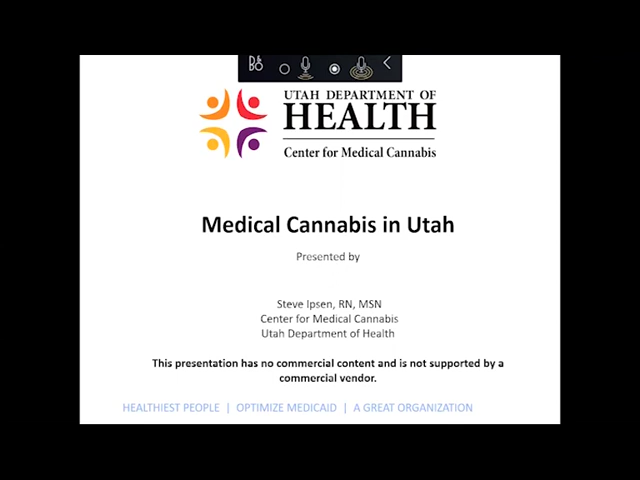 UTAH DEPARTMENT OF
HEALTH
Center for Medical Cannabis
Medical Cannabis in Utah
Presented by
Steve Ipsen, RN, MSN
Center for Medical Cannabis
Utah Department of Health
This presentation has no commercial content and is not supported by a
commercial vendor.
HEALTHIEST PEOPLE | OPTIMIZE MEDICAID | A GREAT ORGANIZATION